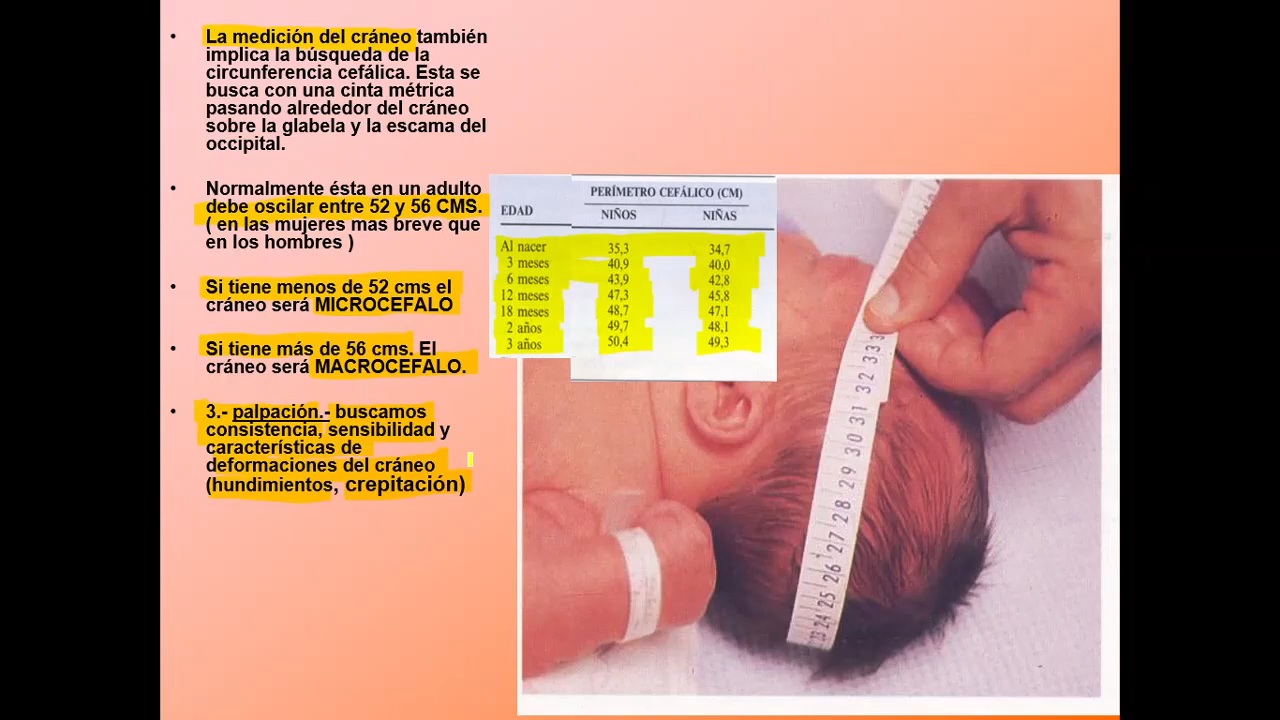 • La medición del cráneo también
implica la búsqueda de la
circunferencia cefálica. Esta se
busca con una cinta métrica
pasando alrededor del cráneo
sobre la glabela y la escama del
occipital.
• Normalmente ésta en un adulto
debe oscilar entre 52 y 56 CMS.
( en las mujeres mas breve que
en los hombres )
• Si tiene menos de 52 cms el
cráneo será MICROCEFALO
• Si tiene más de 56 cms. El
cráneo será MACROCEFALO.
• 3.- palpación.- buscamos
consistencia, sensibilidad y
características de
deformaciones del cráneo
(hundimientos, crepitación)
PERÍMETRO CEFÁLICO (CM)
EDAD NIÑOS NIÑAS
Al nacer 35,3 34,7
3 meses 40,9 40,0
6 meses 43,9 42,8
12 meses 47,3 45,8
18 meses 48,7 47,1
2 años 49,7 48,1
3 años 50,4 49,3
33 32 31 30 29 28 27 26 25 24 23